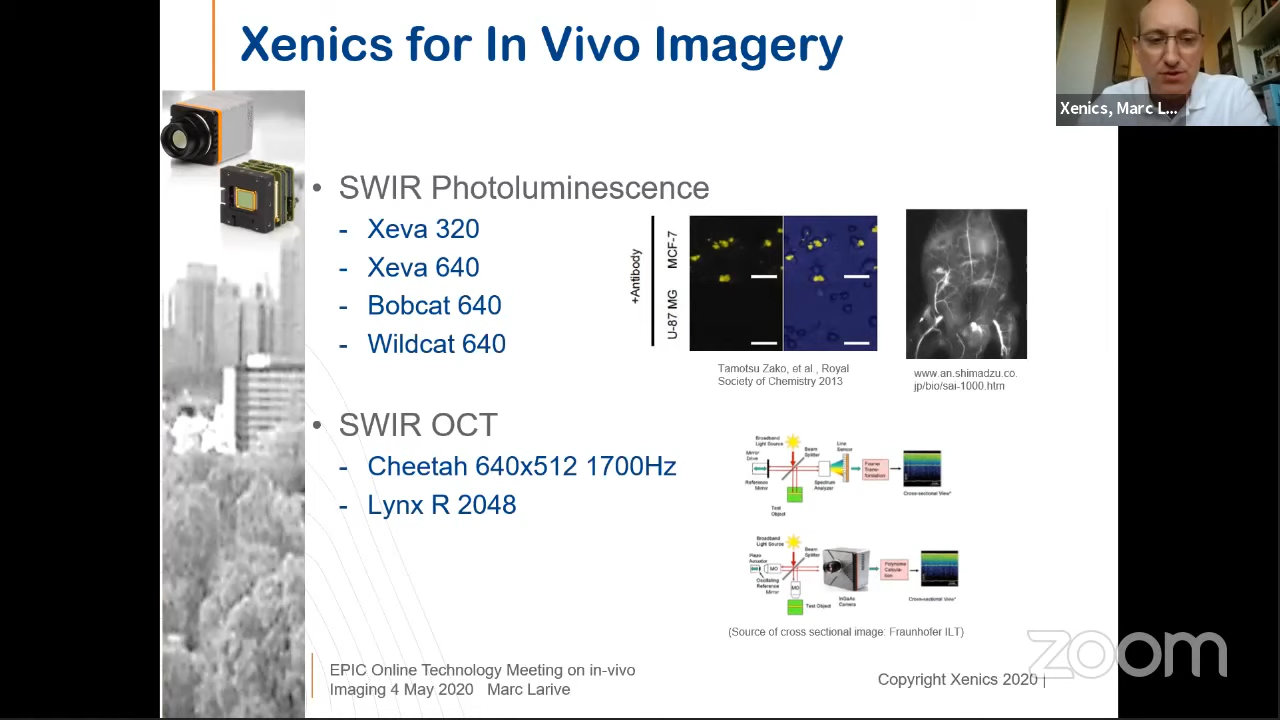 Xenics for In Vivo Imagery
Xenics, Marc L...
• SWIR Photoluminescence
- Xeva 320
- Xeva 640
- Bobcat 640
- Wildcat 640
+Antibody
MCF-7
U-87 MG
Tamotsu Zako, et al., Royal
Society of Chemistry 2013
www.an.shimadzu.co.
jp/bio/sai-1000.htm
• SWIR OCT
- Cheetah 640x512 1700Hz
- Lynx R 2048
Broadband
Light Source
Mirror
Drive
Beam
Splitter
Line
Sensor
Reference
Mirror
Spectrum
Analyzer
Test
Object
Cross-sectional View*
Broadband
Light Source
Piezo
Actuator
Beam
Splitter
MO
Oscillating
Reference
Mirror
MO
Test Object
InGaAs
Camera
Cross-sectional View*
(Source of cross sectional image: Fraunhofer ILT)
EPIC Online Technology Meeting on in-vivo
Imaging 4 May 2020 Marc Larive
Copyright Xenics 2020 |
zoom